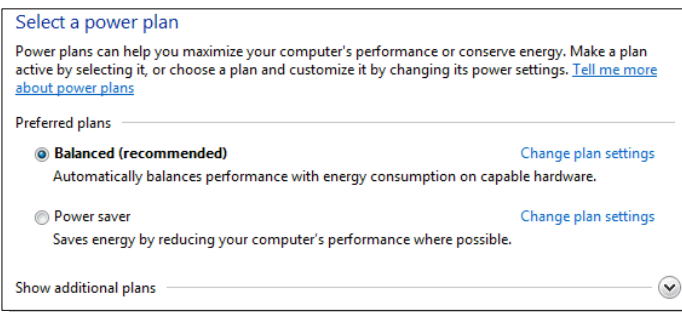 Select a power plan
Power plans can help you maximize your computer's performance or conserve energy. Make a plan
active by selecting it, or choose a plan and customize it by changing its power settings. Tell me more
about power plans
Preferred plans
Balanced (recommended) Change plan settings
Automatically balances performance with energy consumption on capable hardware.
Power saver Change plan settings
Saves energy by reducing your computer's performance where possible.
Show additional plans